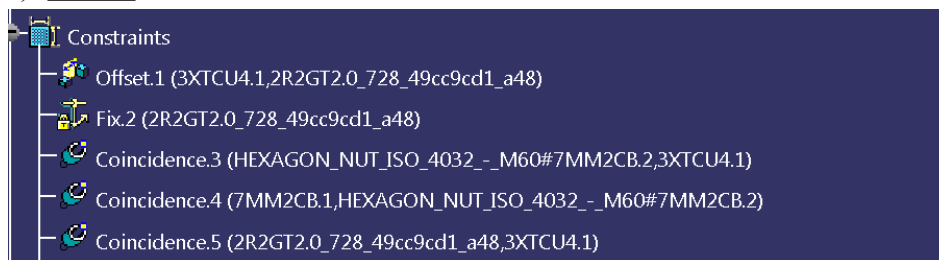 Constraints
Offset.1 (3XTCU4.1,2R2GT2.0_728_49cc9cd1_a48)
Fix.2 (2R2GT2.0_728_49cc9cd1_a48)
Coincidence.3 (HEXAGON_NUT_ISO_4032_-_M60#7MM2CB.2,3XTCU4.1)
Coincidence.4 (7MM2CB.1,HEXAGON_NUT_ISO_4032_-_M60#7MM2CB.2)
Coincidence.5 (2R2GT2.0_728_49cc9cd1_a48,3XTCU4.1)